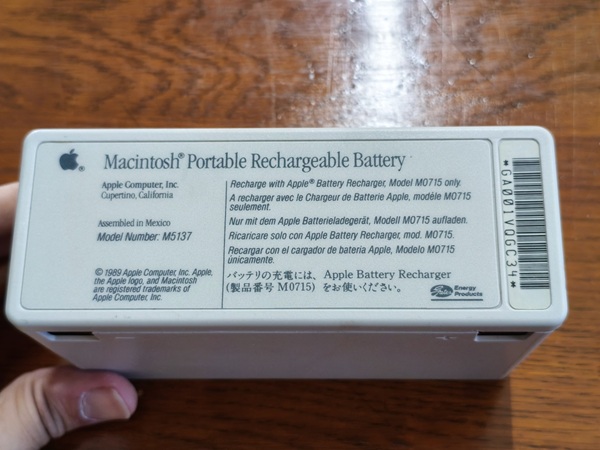 Macintosh® Portable Rechargeable Battery
Apple Computer, Inc.
Cupertino, California
Assembled in Mexico
Model Number: M5137
© 1989 Apple Computer, Inc. Apple,
the Apple logo, and Macintosh
are registered trademarks of
Apple Computer, Inc.
Recharge with Apple® Battery Recharger, Model M0715 only.
A recharger avec le Chargeur de Batterie Apple, modèle M0715
seulement.
Nur mit dem Apple Batterieladegerät, Modell M0715 aufladen.
Ricaricare solo con Apple Battery Recharger, mod. M0715.
Recargar con el cargador de bateria Apple, Modelo M0715
únicamente.
バッテリの充電には、Apple Battery Recharger
(製品番号 M0715) をお使いください。
Gates Energy
Products
*GA001VOGC34*